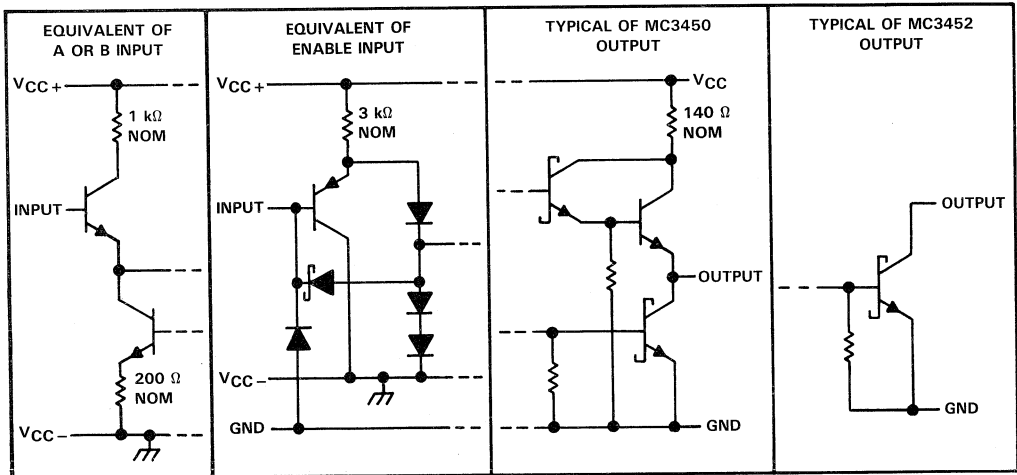 EQUIVALENT OF
A OR B INPUT
VCC+
1 kΩ
NOM
INPUT
200 Ω
NOM
VCC−
EQUIVALENT OF
ENABLE INPUT
VCC+
3 kΩ
NOM
INPUT
VCC−
GND
TYPICAL OF MC3450
OUTPUT
VCC
140 Ω
NOM
OUTPUT
GND
TYPICAL OF MC3452
OUTPUT
OUTPUT
GND